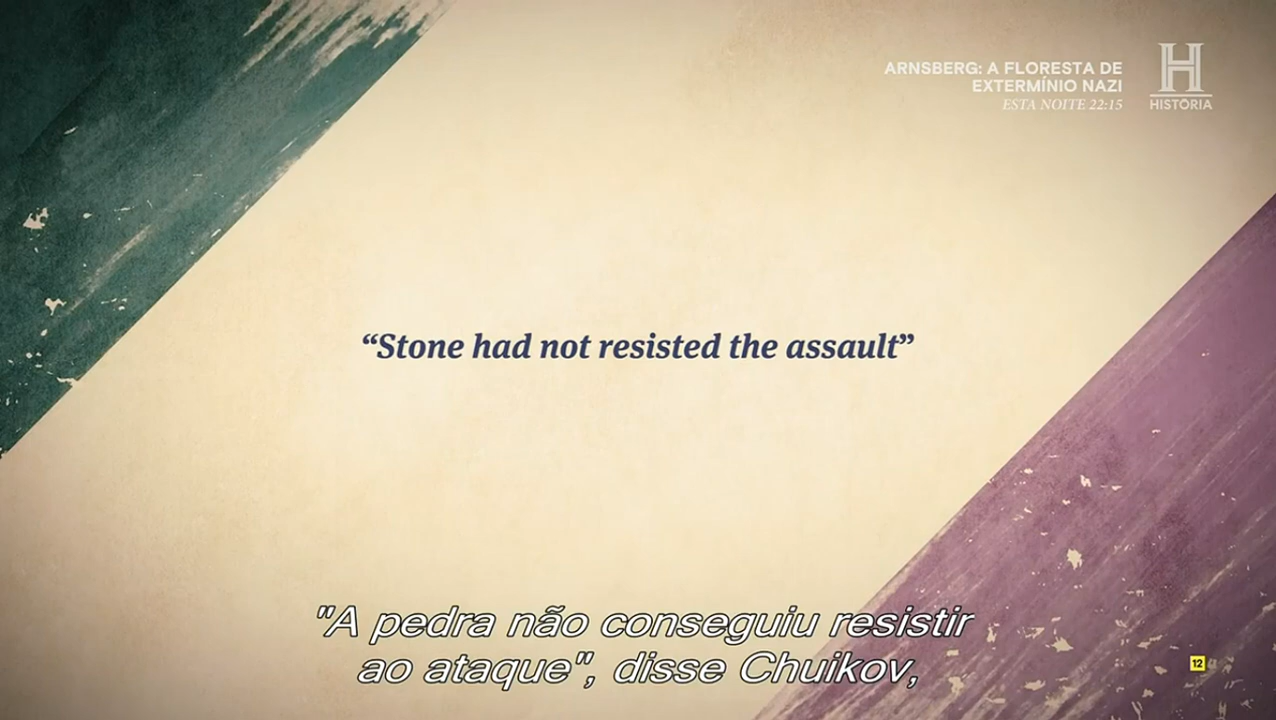 ARNSBERG: A FLORESTA DE
EXTERMÍNIO NAZI
ESTA NOITE 22:15
H
HISTÓRIA
“Stone had not resisted the assault”
"A pedra não conseguiu resistir
ao ataque", disse Chuikov,
12